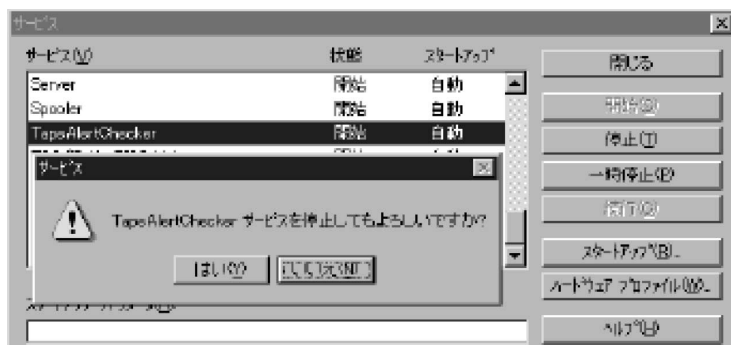 サービス
サービス(V) 状態 スタートアップ
Server 開始 自動
Spooler 開始 自動
TapeAlertChecker 開始 自動
サービス
TapeAlertChecker サービスを停止してもよろしいですか?
はい(Y) いいえ(N)
閉じる
開始(S)
停止(T)
一時停止(P)
続行(C)
スタートアップ(R)...
ハードウェア プロファイル(W)...
ヘルプ(H)